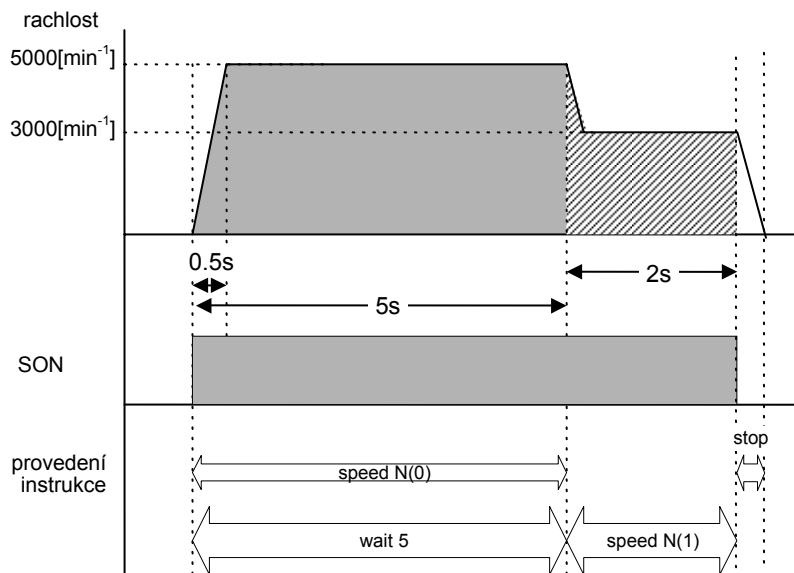 rachlost
5000[min-1]
3000[min-1]
0.5s
5s
2s
SON
stop
provedení
instrukce
speed N(0)
wait 5
speed N(1)